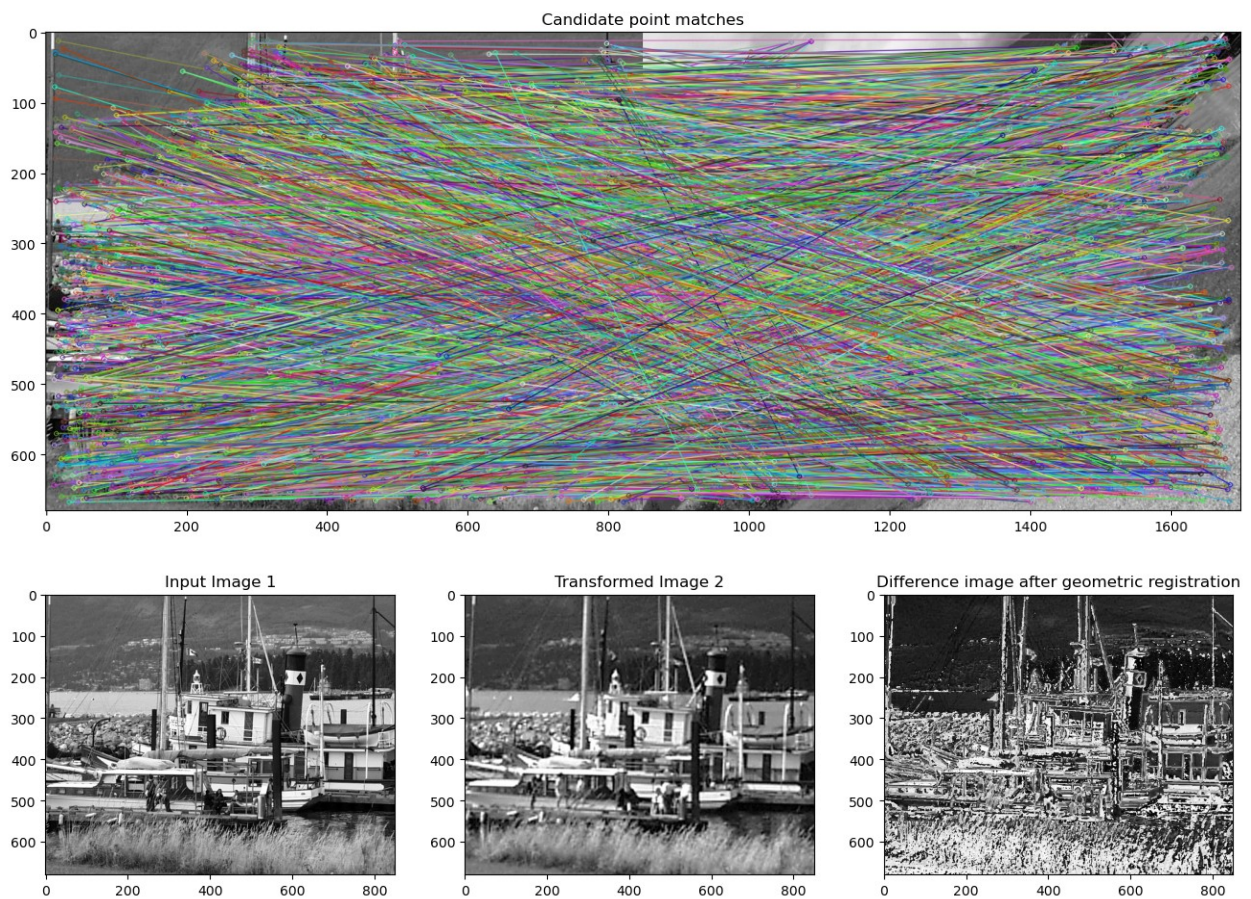 Candidate point matches
0
100
200
300
400
500
600
0 200 400 600 800 1000 1200 1400 1600
Input Image 1 Transformed Image 2 Difference image after geometric registration
0 0 0
100 100 100
200 200 200
300 300 300
400 400 400
500 500 500
600 600 600
0 200 400 600 800 0 200 400 600 800 0 200 400 600 800